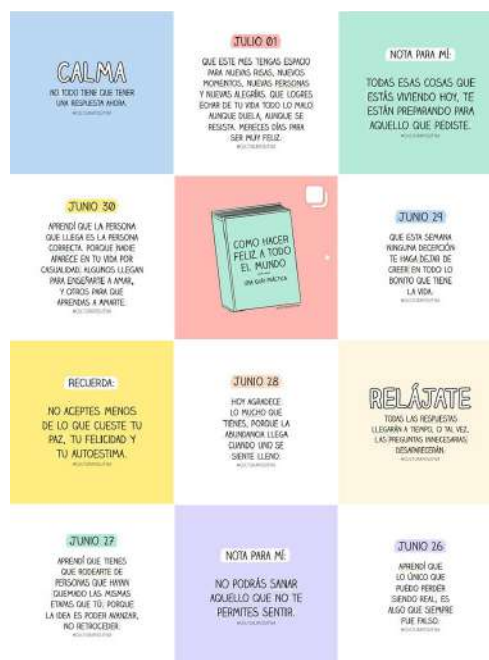 CALMA
NO TODO TIENE QUE TENER
UNA RESPUESTA AHORA.
JULIO 01
QUE ESTE MES TENGAS ESPACIO
PARA NUEVAS RISAS, NUEVOS
MOMENTOS, NUEVAS PERSONAS
Y NUEVAS ALEGRÍAS. QUE LOGRES
ECHAR DE TU VIDA TODO LO MALO
AUNQUE DUELA, AUNQUE SE
RESISTA. MERECES DÍAS PARA
SER MUY FELIZ.
NOTA PARA MÍ:
TODAS ESAS COSAS QUE
ESTÁS VIVIENDO HOY, TE
ESTÁN PREPARANDO PARA
AQUELLO QUE PEDISTE.
JUNIO 30
APRENDÍ QUE LA PERSONA
QUE LLEGA ES LA PERSONA
CORRECTA. PORQUE NADIE
APARECE EN TU VIDA POR
CASUALIDAD. ALGUNOS LLEGAN
PARA ENSEÑARTE A AMAR,
Y OTROS PARA QUE
APRENDAS A AMARTE.
COMO HACER
FELIZ A TODO
EL MUNDO
UNA GUÍA PRÁCTICA
JUNIO 29
QUE ESTA SEMANA
NINGUNA DECEPCIÓN
TE HAGA DEJAR DE
CREER EN TODO LO
BONITO QUE TIENE
LA VIDA.
RECUERDA:
NO ACEPTES MENOS
DE LO QUE CUESTE TU
PAZ, TU FELICIDAD Y
TU AUTOESTIMA.
JUNIO 28
HOY AGRADECE
LO MUCHO QUE
TIENES, PORQUE LA
ABUNDANCIA LLEGA
CUANDO UNO SE
SIENTE LLENO.
RELÁJATE
TODAS LAS RESPUESTAS
LLEGARÁN A TIEMPO, O TAL VEZ,
LAS PREGUNTAS INNECESARIAS,
DESAPARECERÁN.
JUNIO 27
APRENDÍ QUE TIENES
QUE RODEARTE DE
PERSONAS QUE HAYAN
QUEMADO LAS MISMAS
ETAPAS QUE TÚ, PORQUE
LA IDEA ES PODER AVANZAR,
NO RETROCEDER.
NOTA PARA MÍ:
NO PODRÁS SANAR
AQUELLO QUE NO TE
PERMITES SENTIR.
JUNIO 26
APRENDÍ QUE
LO ÚNICO QUE
PUEDO PERDER
SIENDO REAL, ES
ALGO QUE SIEMPRE
FUE FALSO.